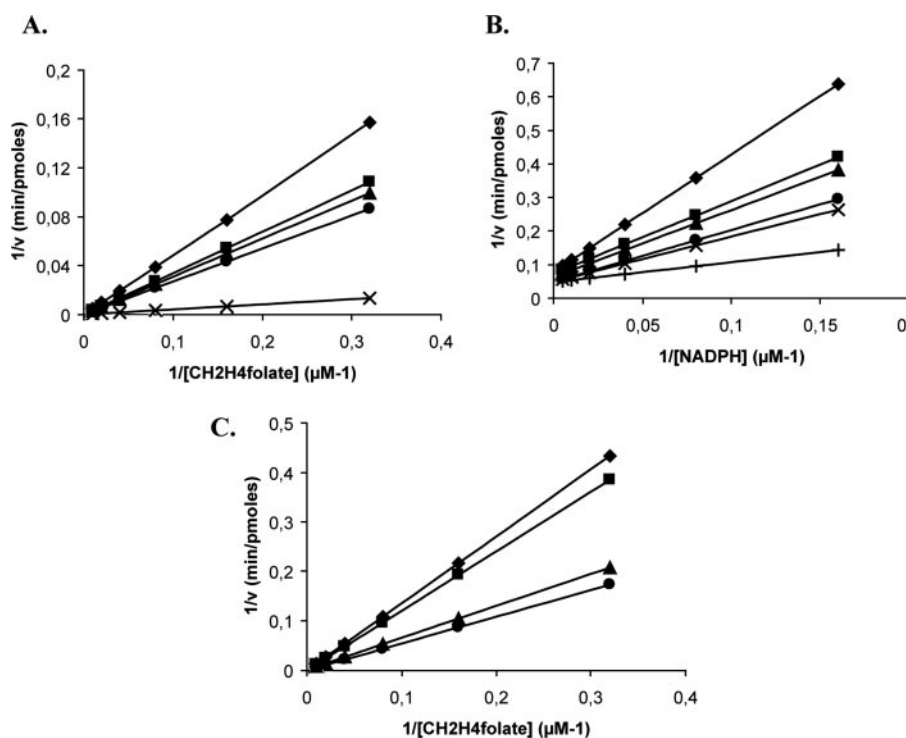 A.
0,2
0,16
0,12
0,08
0,04
0
1/v (min/pmoles)
0 0,1 0,2 0,3 0,4
1/[CH2H4folate] (µM-1)
B.
0,7
0,6
0,5
0,4
0,3
0,2
0,1
0
1/v (min/pmoles)
0 0,05 0,1 0,15 0
1/[NADPH] (µM-1)
C.
0,5
0,4
0,3
0,2
0,1
0
1/v (min/pmoles)
0 0,1 0,2 0,3 0,4
1/[CH2H4folate] (µM-1)